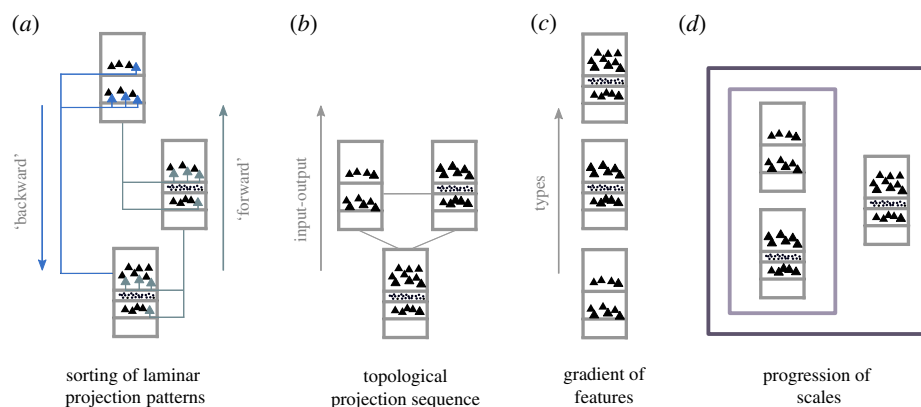 (a)
(b)
(c)
(d)
'backward'
'forward'
input-output
types
sorting of laminar
projection patterns
topological
projection sequence
gradient of
features
progression of
scales